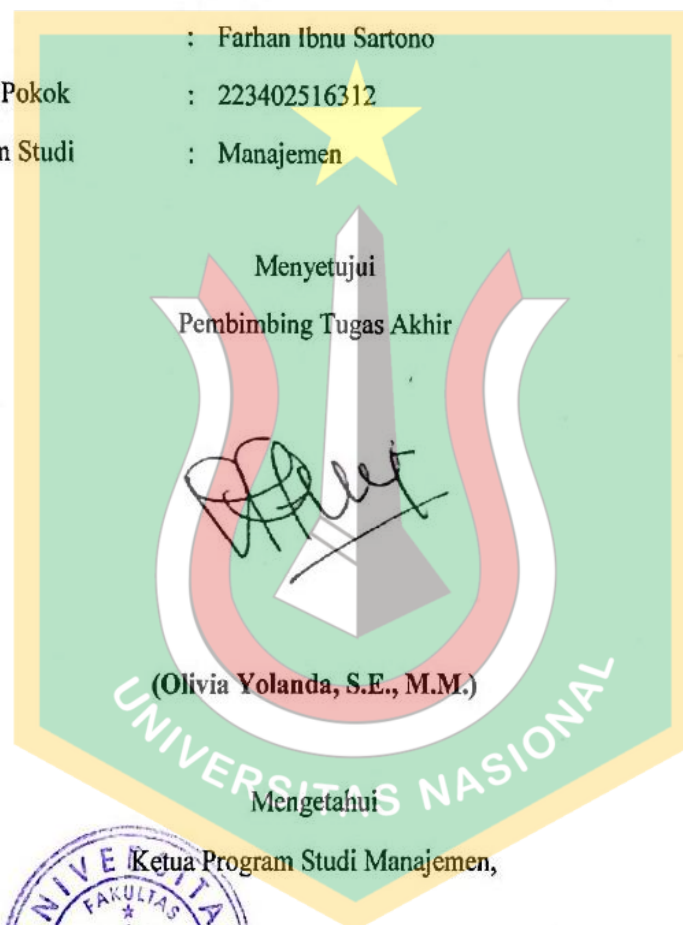 : Farhan Ibnu Sartono
Pokok : 223402516312
m Studi : Manajemen
Menyetujui
Pembimbing Tugas Akhir
(Olivia Yolanda, S.E., M.M.)
UNIVERSITAS NASIONAL
Mengetahui
Ketua Program Studi Manajemen,
FAKULTAS